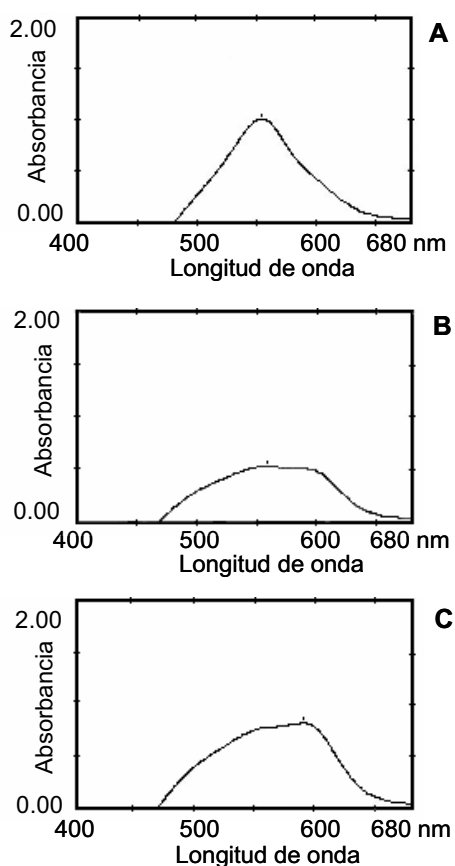 2.00
A
Absorbancia
0.00
400 500 600 680 nm
Longitud de onda
2.00
B
Absorbancia
0.00
400 500 600 680 nm
Longitud de onda
2.00
C
Absorbancia
0.00
400 500 600 680 nm
Longitud de onda